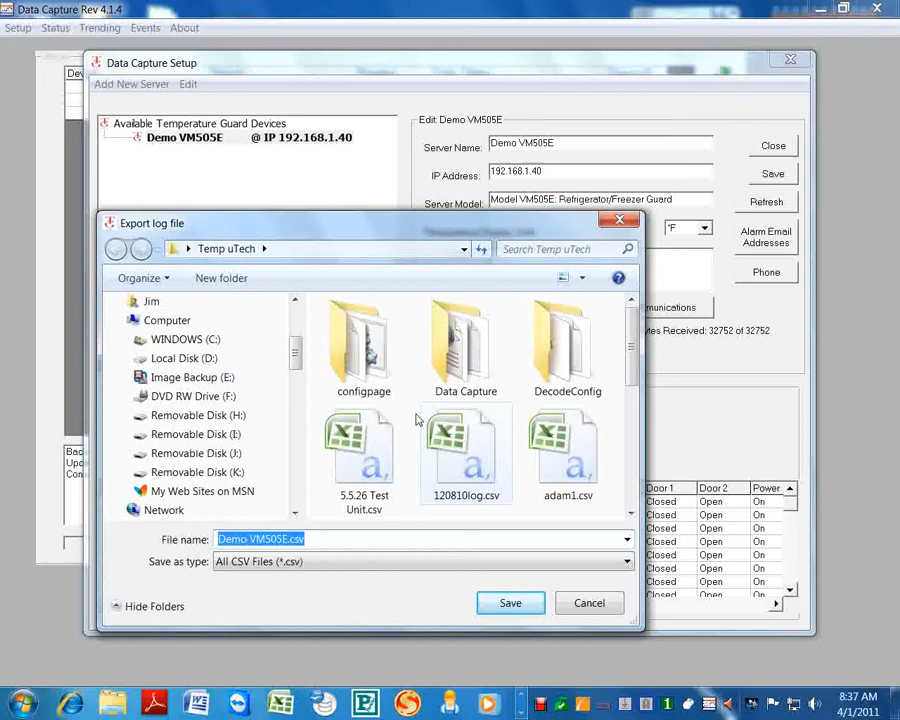 Data Capture Rev 4.1.4
Setup Status Trending Events About
Data Capture Setup
Add New Server Edit
Available Temperature Guard Devices
Demo VM505E @ IP 192.168.1.40
Edit: Demo VM505E
Server Name: Demo VM505E
IP Address: 192.168.1.40
Server Model: Model VM505E: Refrigerator/Freezer Guard
°F
Close
Save
Refresh
Alarm Email
Addresses
Phone
Export log file
Temp uTech
Search Temp uTech
Organize New folder
Jim
Computer
WINDOWS (C:)
Local Disk (D:)
Image Backup (E:)
DVD RW Drive (F:)
Removable Disk (H:)
Removable Disk (I:)
Removable Disk (J:)
Removable Disk (K:)
My Web Sites on MSN
Network
configpage Data Capture DecodeConfig
5.5.26 Test
Unit.csv
120810log.csv adam1.csv
File name: Demo VM505E.csv
Save as type: All CSV Files (*.csv)
Hide Folders Save Cancel
Received: 32752 of 32752
Door 1 Door 2 Power
Closed Open On
Closed Open On
Closed Open On
Closed Open On
Closed Open On
Closed Open On
Closed Open On
Closed Open On
8:37 AM
4/1/2011